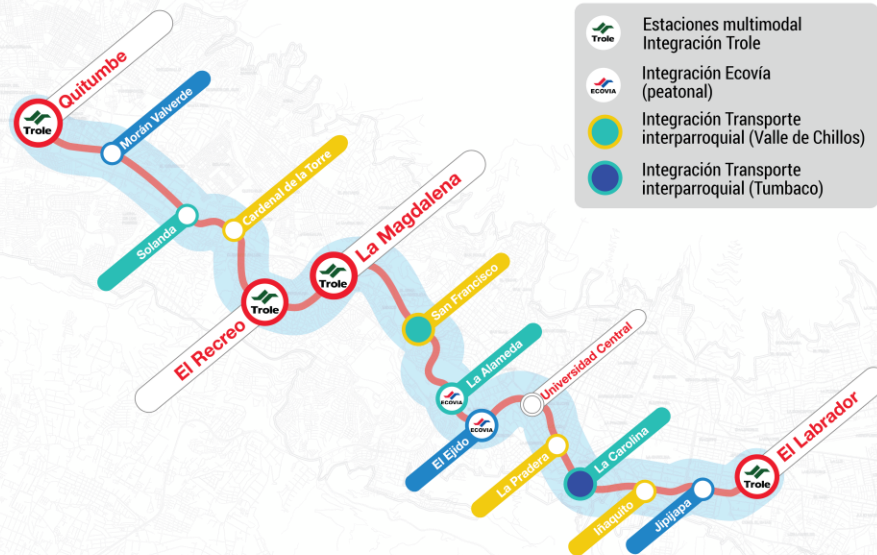 Trole
Estaciones multimodal
Integración Trole
ECOVIA
Integración Ecovía
(peatonal)
Integración Transporte
interparroquial (Valle de Chillos)
Integración Transporte
interparroquial (Tumbaco)
Quitumbe
Trole
Morán Valverde
Solanda
Cardenal de la Torre
El Recreo
Trole
La Magdalena
Trole
San Francisco
La Alameda
ECOVIA
El Ejido
ECOVIA
Universidad Central
La Pradera
La Carolina
Iñaquito
Jipijapa
El Labrador
Trole